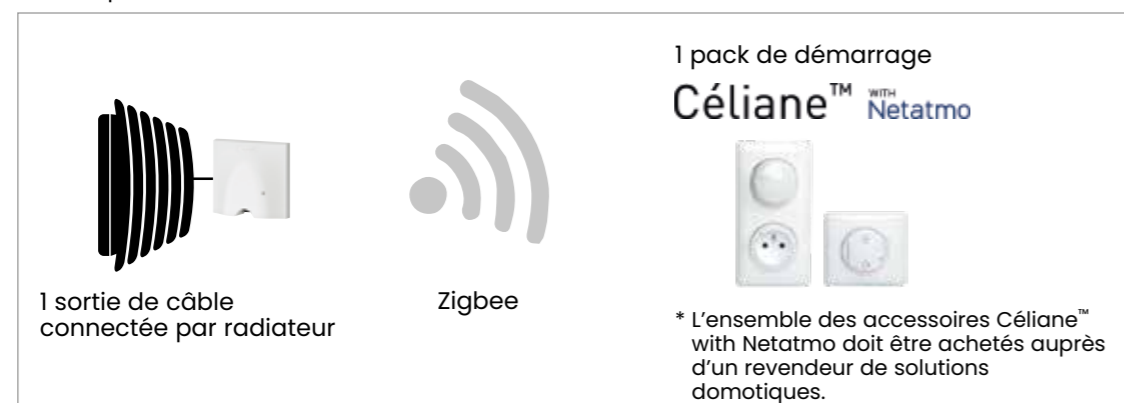 1 sortie de câble
connectée par radiateur
Zigbee
1 pack de démarrage
Céliane™ WITH Netatmo
* L'ensemble des accessoires Céliane™
with Netatmo doit être achetés auprès
d'un revendeur de solutions
domotiques.